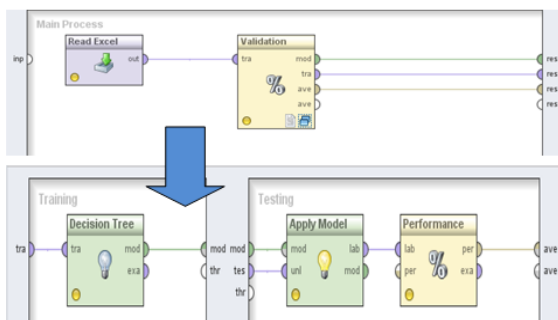 Main Process
Read Excel
Validation
inp
out
tra
mod
res
tra
res
ave
res
ave
res
Training
Testing
Decision Tree
Apply Model
Performance
tra
tra
mod
mod
mod
mod
lab
lab
per
ave
exa
thr
tes
unl
mod
per
exa
ave
thr